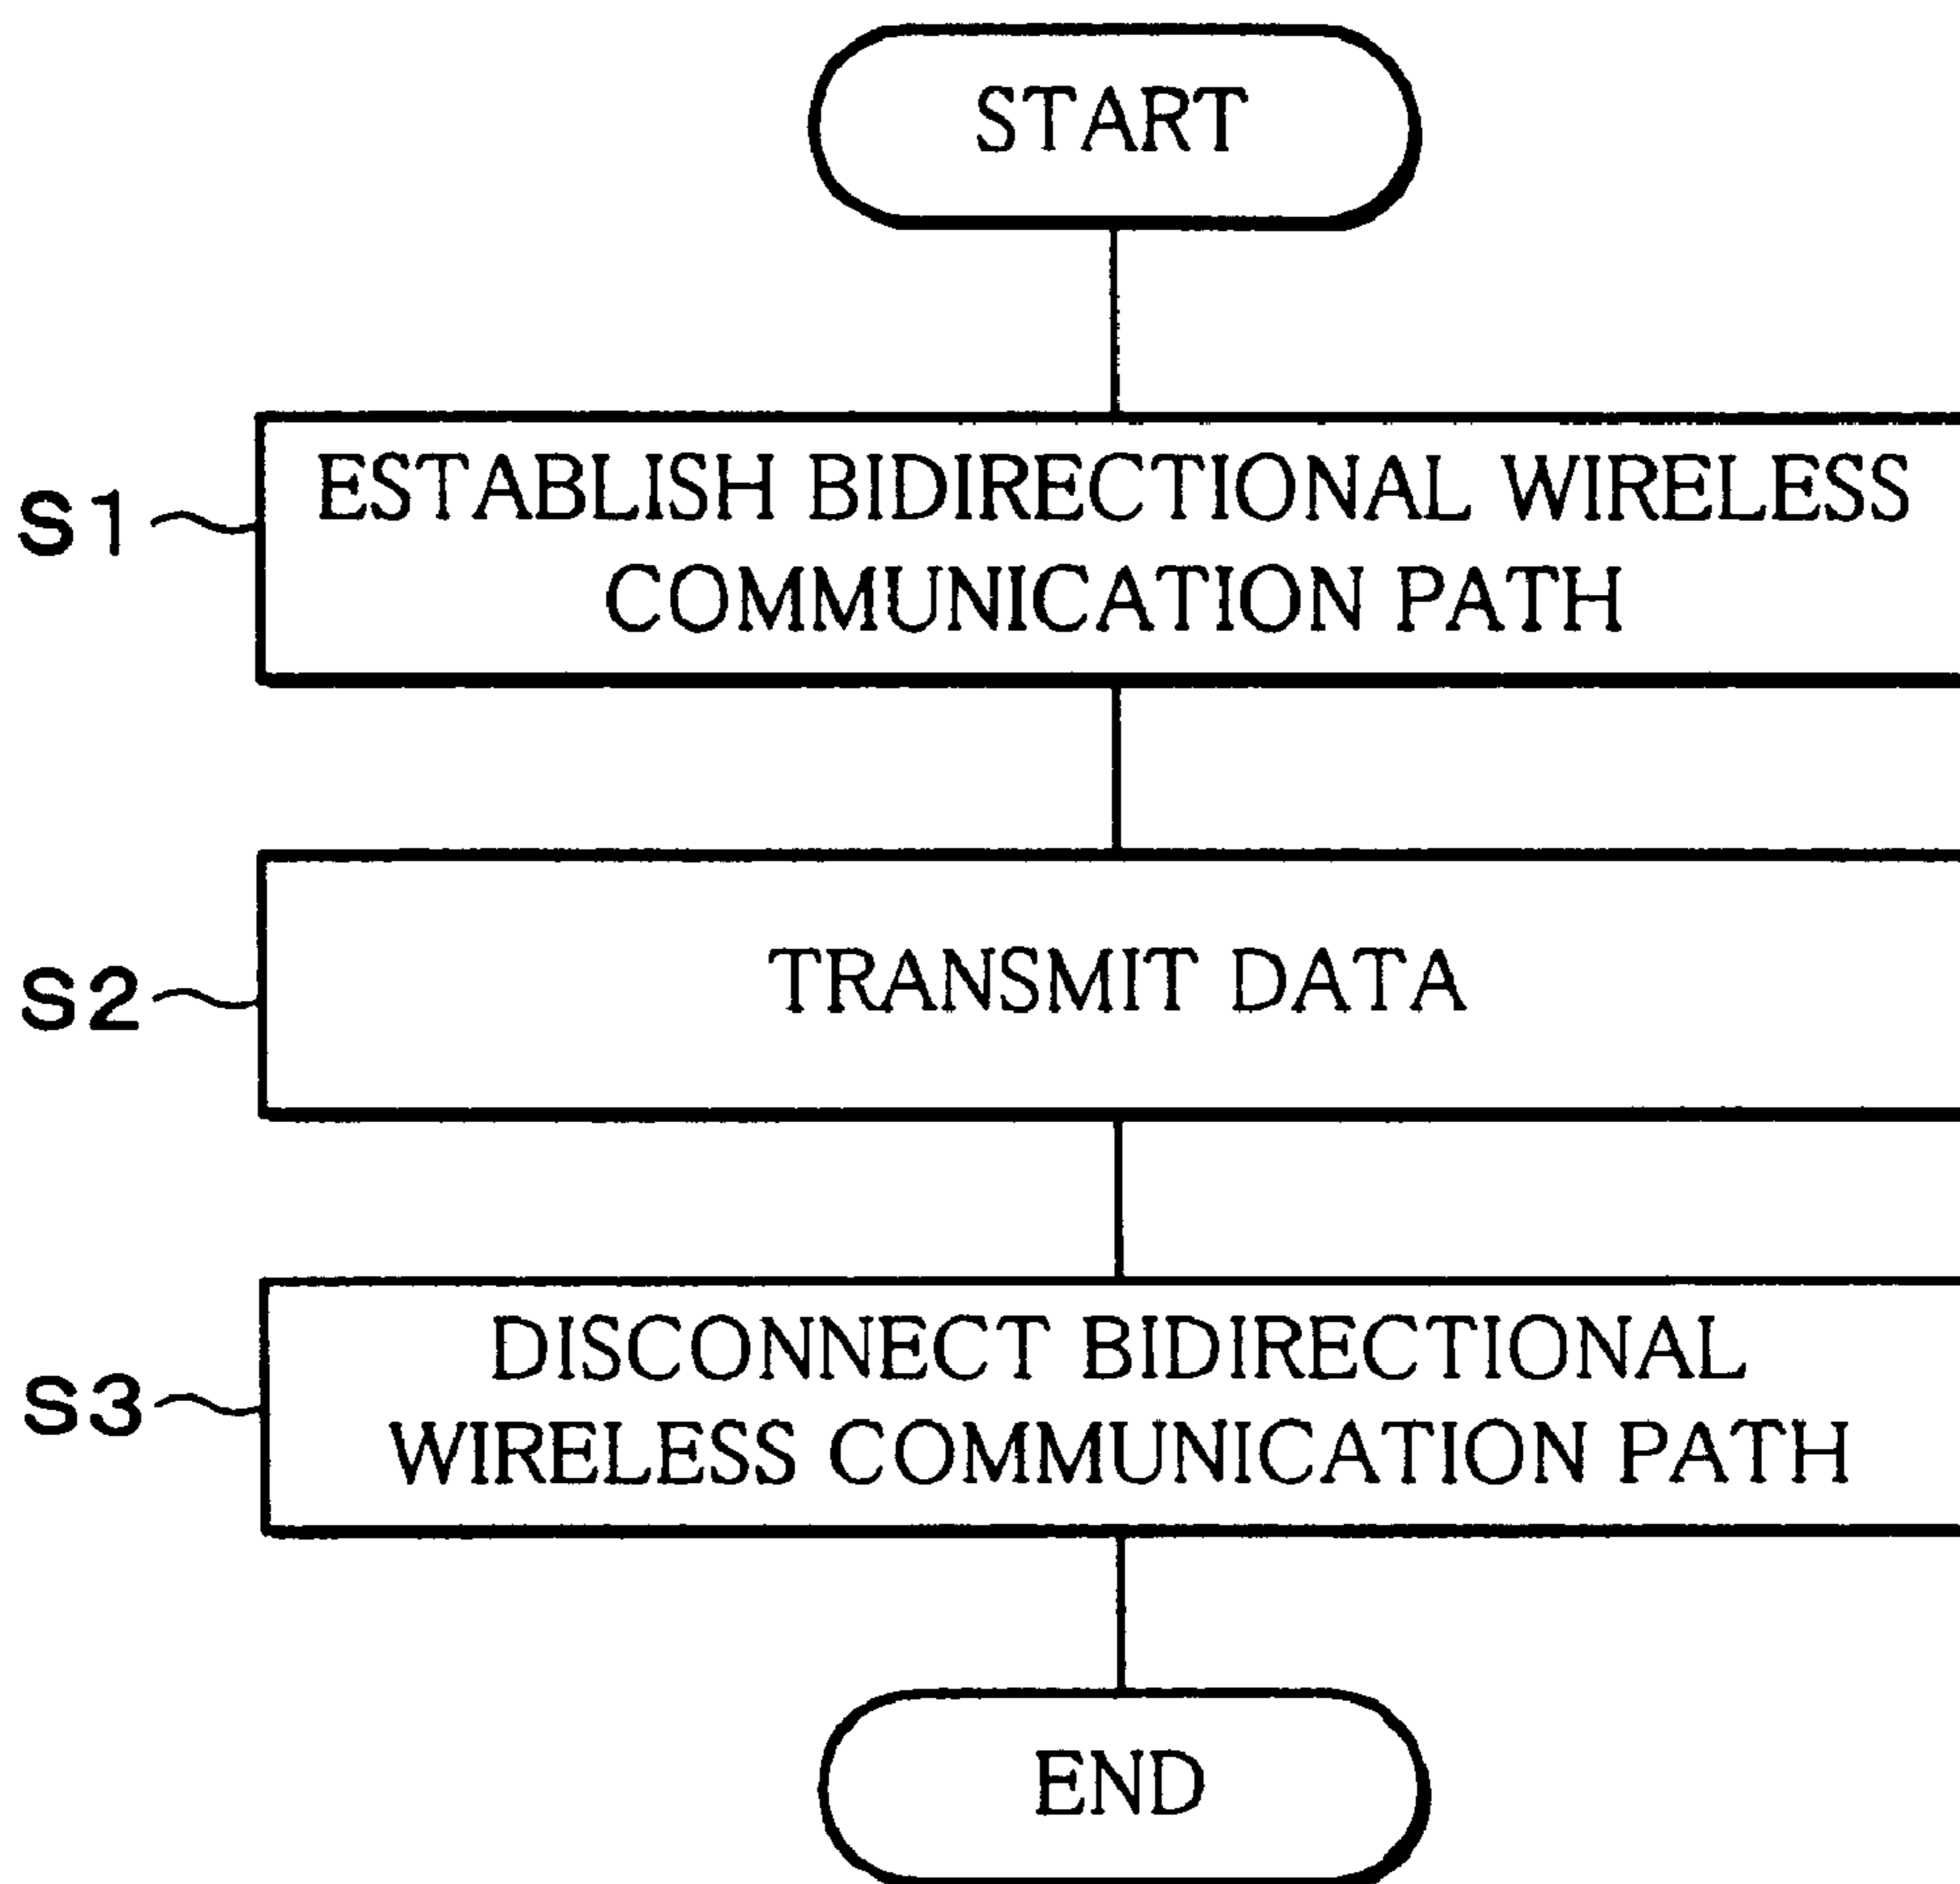 START
S1
ESTABLISH BIDIRECTIONAL WIRELESS
COMMUNICATION PATH
S2
TRANSMIT DATA
S3
DISCONNECT BIDIRECTIONAL
WIRELESS COMMUNICATION PATH
END